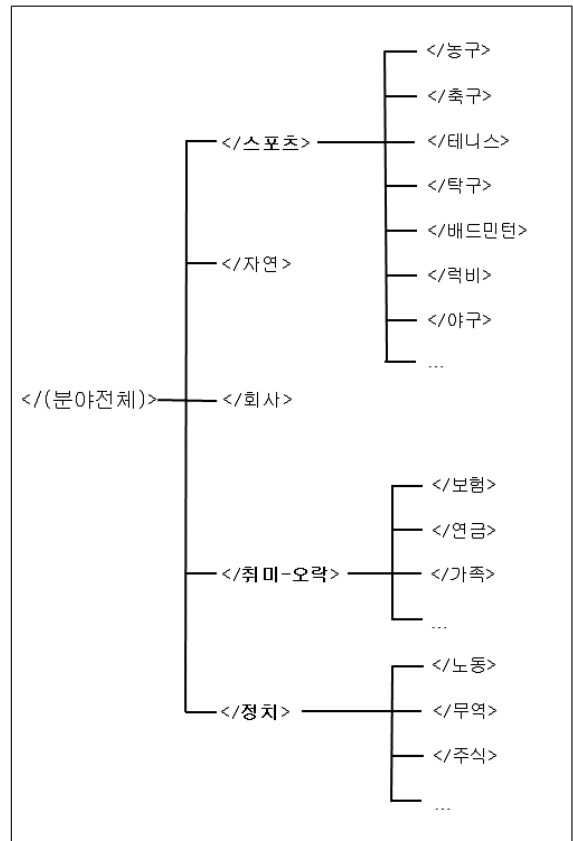 </농구>
</축구>
</스포츠>
</테니스>
</탁구>
</배드민턴>
</자연>
</럭비>
</야구>
...
</(분야전체)>
</회사>
</보험>
</연금>
</취미-오락>
</가족>
...
</노동>
</정치>
</무역>
</주식>
...